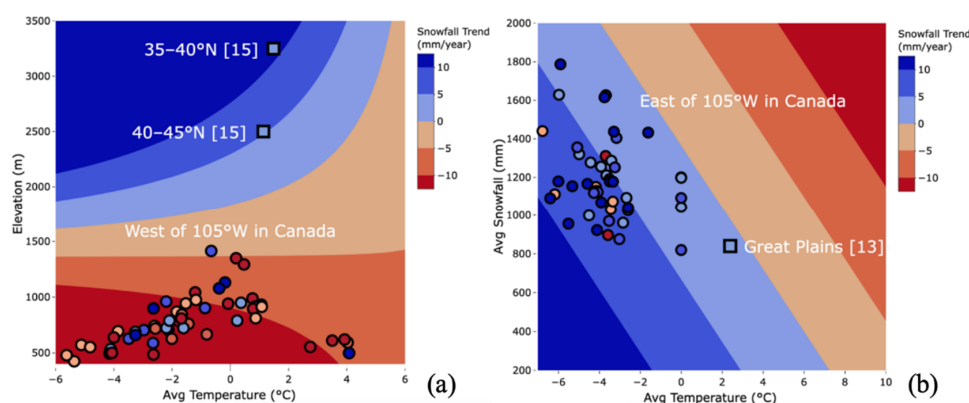 3500
3000
2500
2000
1500
1000
500
Elevation (m)
35–40°N [15]
40–45°N [15]
West of 105°W in Canada
−6
−4
−2
0
2
4
6
Avg Temperature (°C)
(a)
Snowfall Trend
(mm/year)
10
5
0
−5
−10
2000
1800
1600
1400
1200
1000
800
600
400
200
Avg Snowfall (mm)
East of 105°W in Canada
Great Plains [13]
−6
−4
−2
0
2
4
6
8
10
Avg Temperature (°C)
(b)
Snowfall Trend
(mm/year)
10
5
0
−5
−10